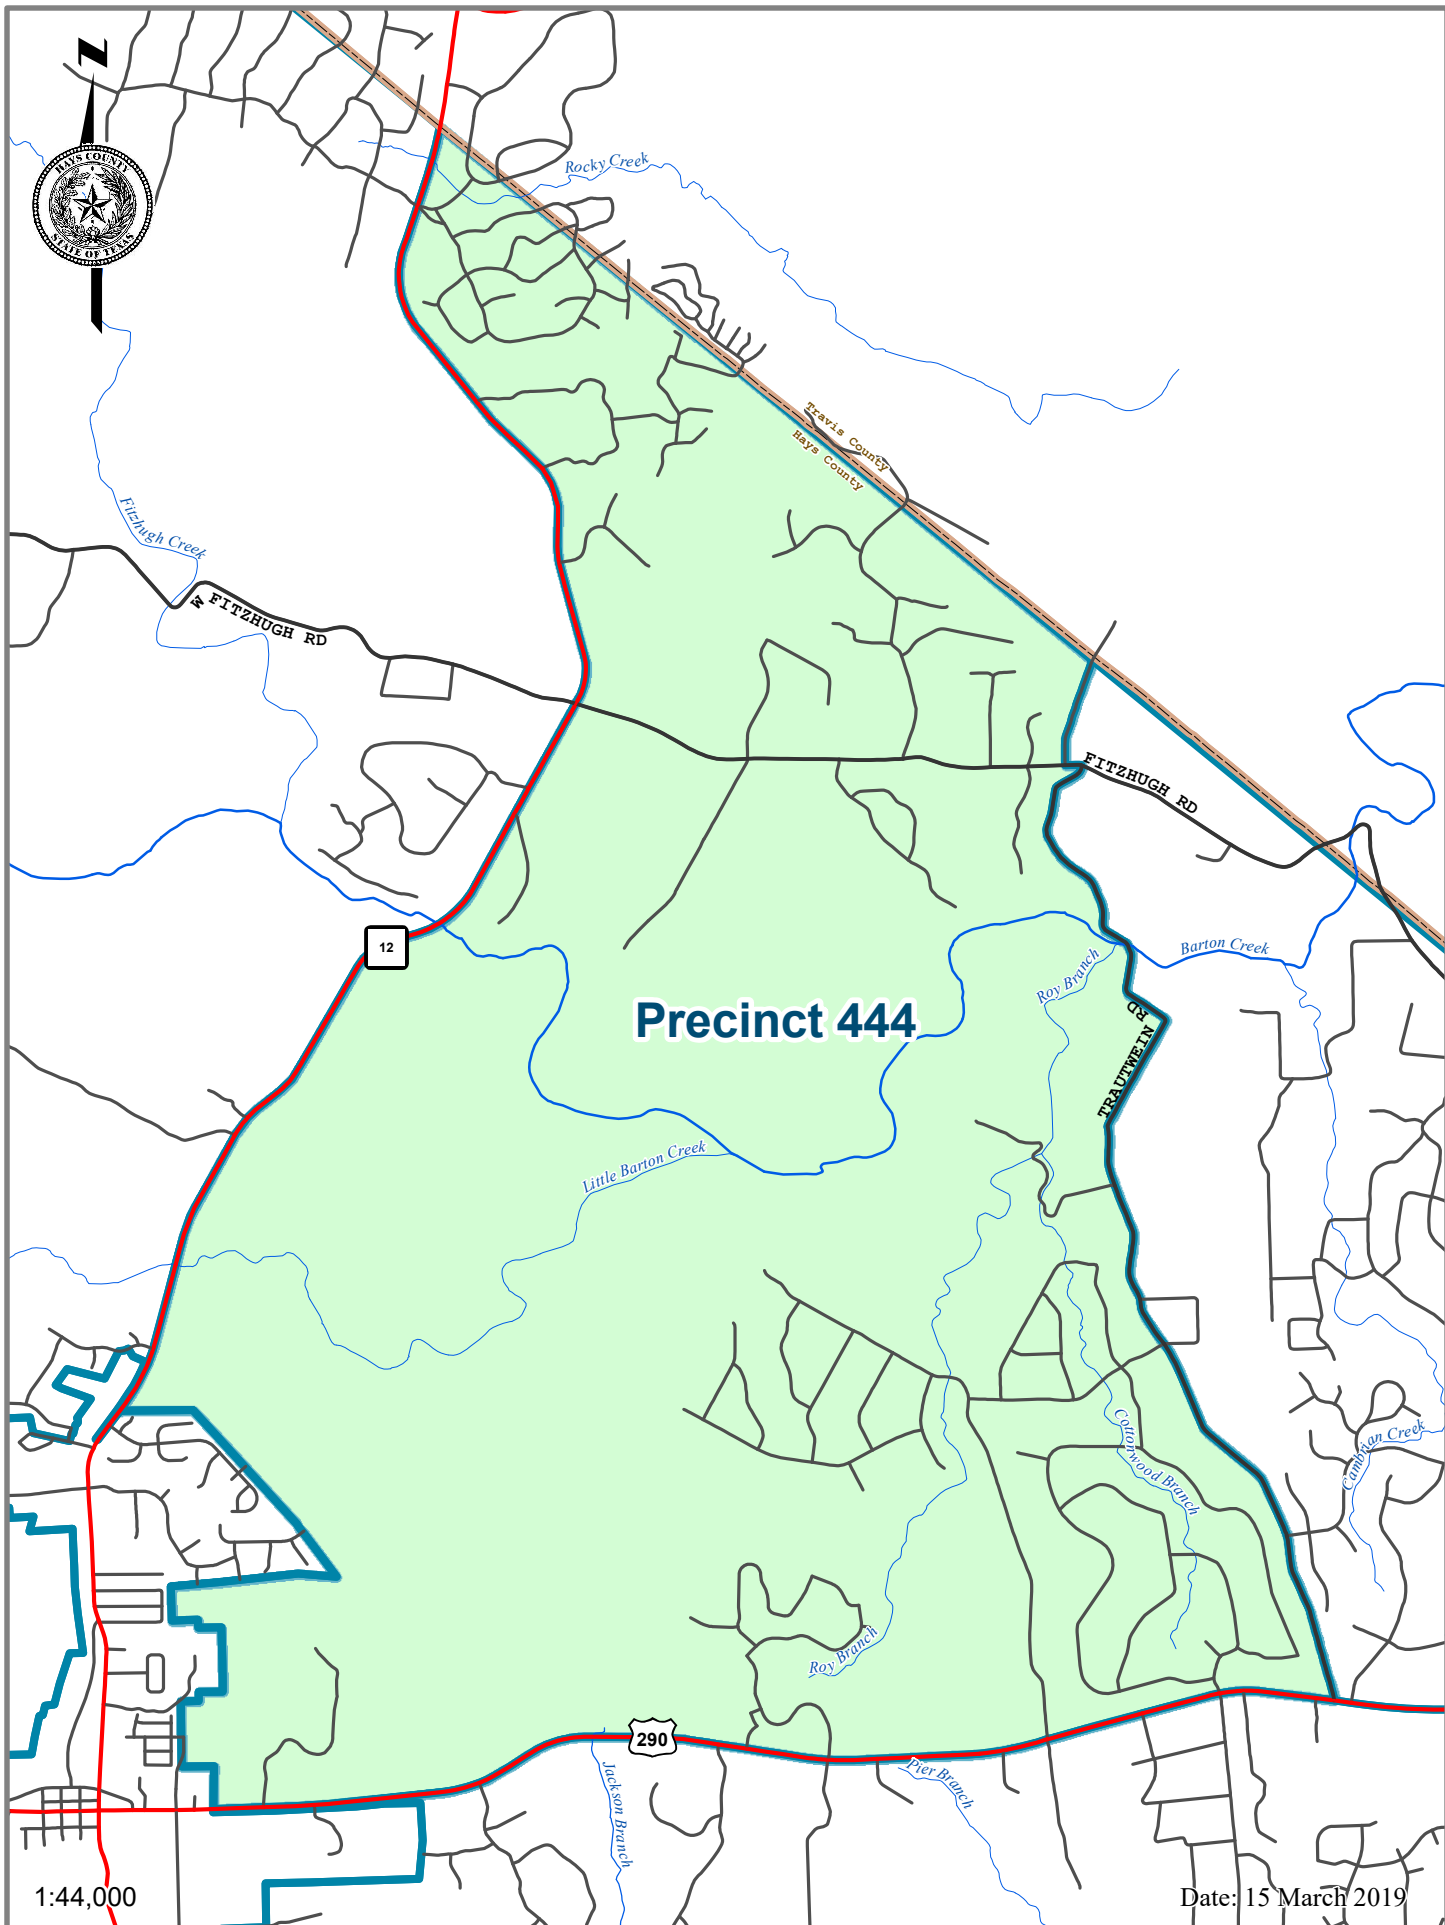 Z
HAYS COUNTY
STATE OF TEXAS
Rocky Creek
Travis County
Hays County
Fitzhugh Creek
W FITZHUGH RD
FITZHUGH RD
12
Barton Creek
Roy Branch
Precinct 444
TRAUTWEIN RD
Little Barton Creek
Cottonwood Branch
Cambrian Creek
Roy Branch
290
Jackson Branch
Pier Branch
1:44,000
Date: 15 March 2019